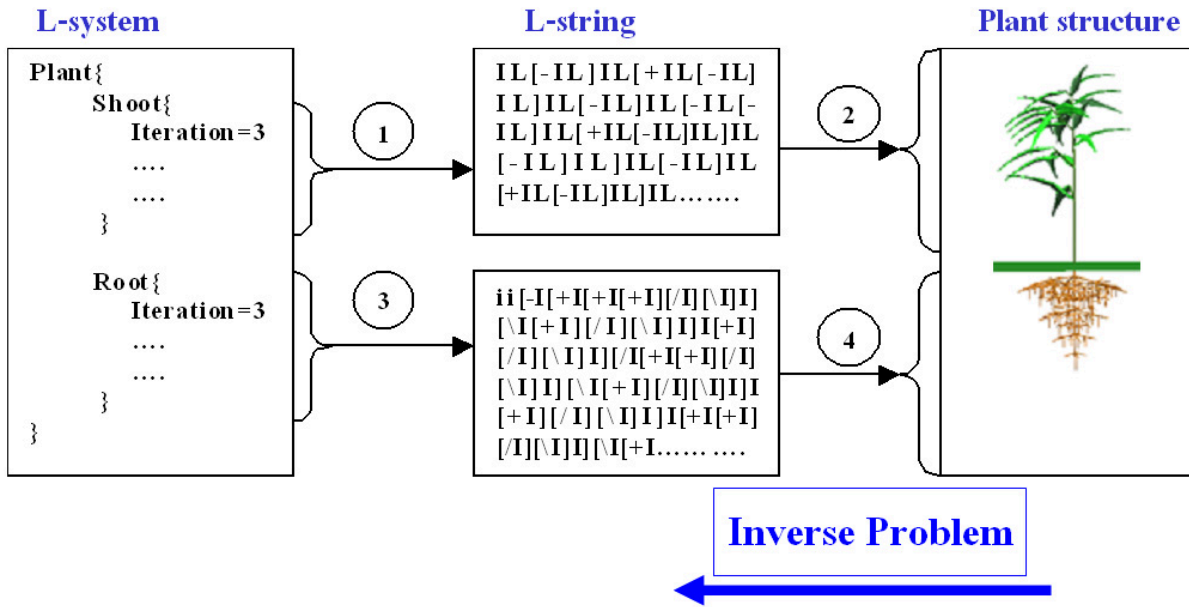 L-system
Plant{
Shoot{
Iteration=3
....
....
}
Root{
Iteration=3
....
....
}
}
1
3
L-string
IL[-IL]IL[+IL[-IL]
IL]IL[-IL]IL[-IL[-
IL]IL[+IL[-IL]IL]IL
[-IL]IL]IL[-IL]IL
[+IL[-IL]IL]IL.......
ii[-I[+I[+I[+I][/I][\I]I]
[\I[+I][/I][\I]I]I[+I]
[/I][\I]I][/I[+I[+I][/I]
[\I]I][\I[+I][/I][\I]I]I
[+I][/I][\I]I]I[+I[+I]
[/I][\I]I][\I[+I..........
2
4
Plant structure
Inverse Problem